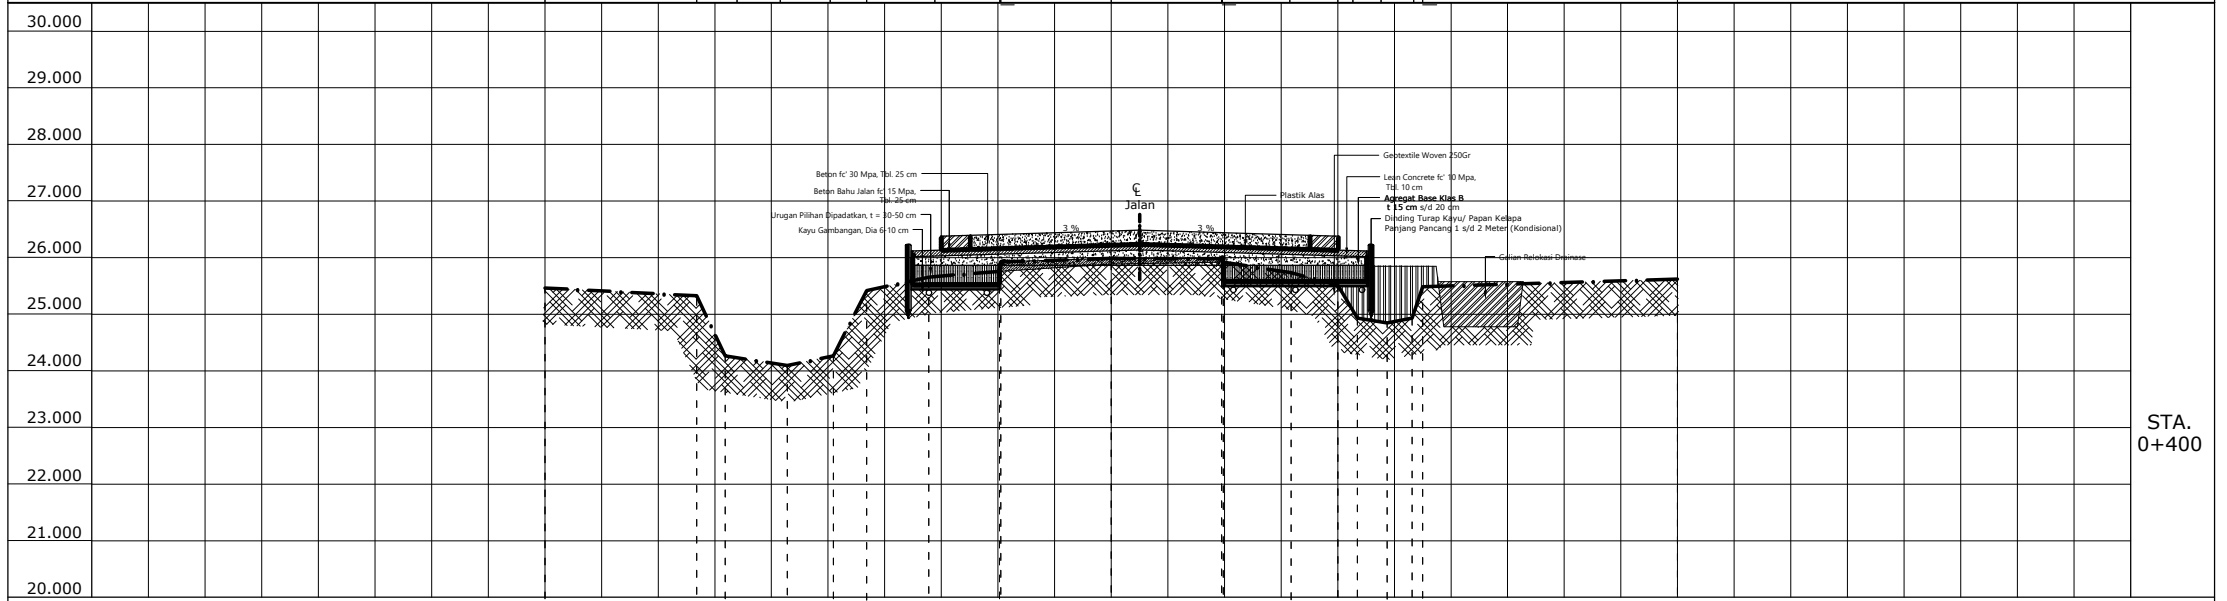 30.000
29.000
28.000
27.000
26.000
25.000
24.000
23.000
22.000
21.000
20.000
Beton fc' 30 Mpa, Tbl. 25 cm
Beton Bahu Jalan fc' 15 Mpa,
Tbl. 25 cm
Urugan Pilihan Dipadatkan, t = 30-50 cm
Kayu Gambangan, Dia 6-10 cm
3 %
℄
Jalan
3 %
Plastik Alas
Geotextile Woven 250Gr
Lean Concrete fc' 10 Mpa,
Tbl. 10 cm
Agregat Base Klas B
t 15 cm s/d 20 cm
Dinding Turap Kayu/ Papan Kelapa
Panjang Pancang 1 s/d 2 Meter (Kondisional)
Galian Relokasi Drainase
STA.
0+400